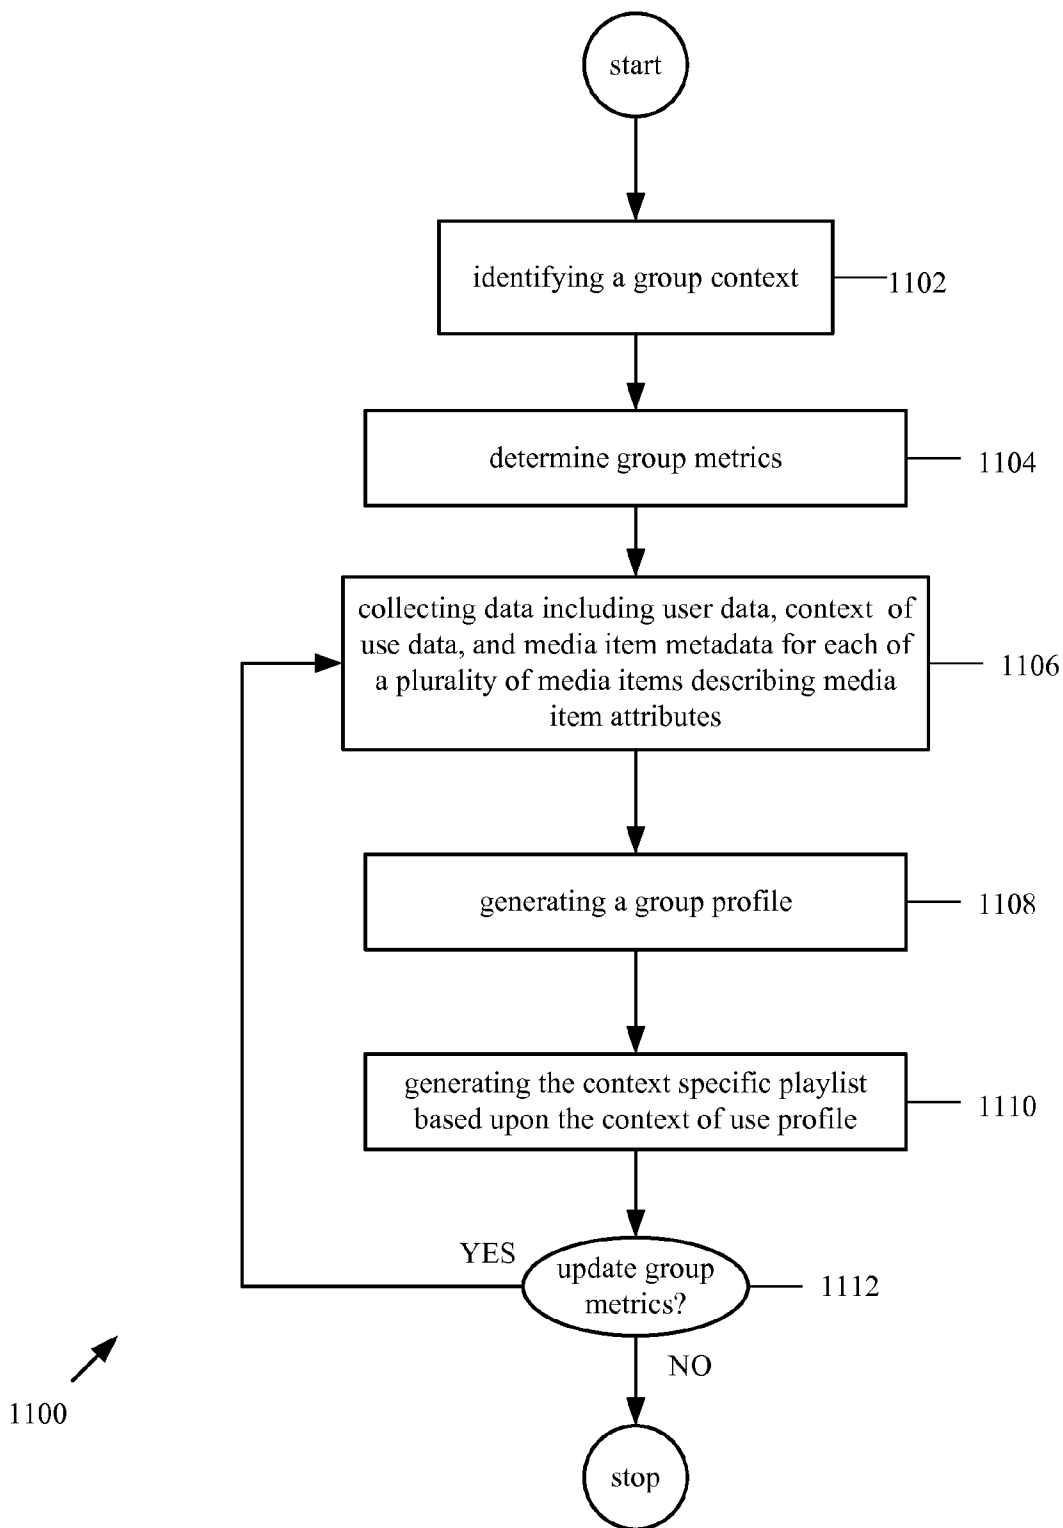 start
identifying a group context
1102
determine group metrics
1104
collecting data including user data, context of
use data, and media item metadata for each of
a plurality of media items describing media
item attributes
1106
generating a group profile
1108
generating the context specific playlist
based upon the context of use profile
1110
YES
update group
metrics?
1112
NO
1100
stop